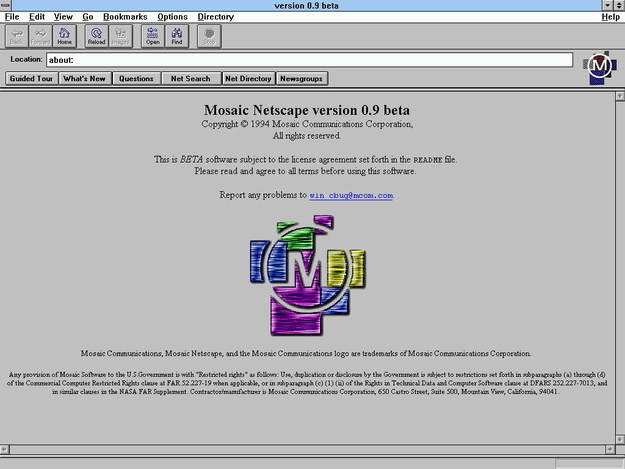 version 0.9 beta
File Edit View Go Bookmarks Options Directory Help
Back Forward Home Reload Images Open Find Stop
Location: about:
Guided Tour What's New Questions Net Search Net Directory Newsgroups
M
Mosaic Netscape version 0.9 beta
Copyright © 1994 Mosaic Communications Corporation,
All rights reserved.
This is BETA software subject to the license agreement set forth in the README file.
Please read and agree to all terms before using this software.
Report any problems to win_cbug@mcom.com.
M
Mosaic Communications, Mosaic Netscape, and the Mosaic Communications logo are trademarks of Mosaic Communications Corporation.
Any provision of Mosaic Software to the U.S.Government is with "Restricted rights" as follows: Use, duplication or disclosure by the Government is subject to restrictions set forth in subparagraphs (a) through (d)
of the Commercial Computer Restricted Rights clause at FAR 52.227-19 when applicable, or in subparagraph (c) (1) (ii) of the Rights in Technical Data and Computer Software clause at DFARS 252.227-7013, and
in similar clauses in the NASA FAR Supplement. Contractor/manufacturer is Mosaic Communications Corporation, 650 Castro Street, Suite 500, Mountain View, California, 94041.